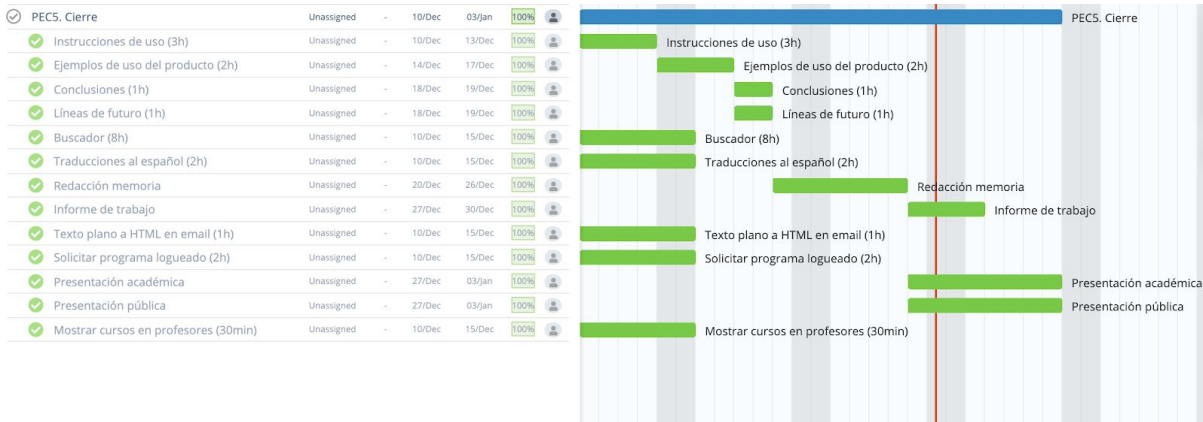 PEC5. Cierre Unassigned - 10/Dec 03/Jan 100% PEC5. Cierre
Instrucciones de uso (3h) Unassigned - 10/Dec 13/Dec 100% Instrucciones de uso (3h)
Ejemplos de uso del producto (2h) Unassigned - 14/Dec 17/Dec 100% Ejemplos de uso del producto (2h)
Conclusiones (1h) Unassigned - 18/Dec 19/Dec 100% Conclusiones (1h)
Líneas de futuro (1h) Unassigned - 18/Dec 19/Dec 100% Líneas de futuro (1h)
Buscador (8h) Unassigned - 10/Dec 15/Dec 100% Buscador (8h)
Traducciones al español (2h) Unassigned - 10/Dec 15/Dec 100% Traducciones al español (2h)
Redacción memoria Unassigned - 20/Dec 26/Dec 100% Redacción memoria
Informe de trabajo Unassigned - 27/Dec 30/Dec 100% Informe de trabajo
Texto plano a HTML en email (1h) Unassigned - 10/Dec 15/Dec 100% Texto plano a HTML en email (1h)
Solicitar programa logueado (2h) Unassigned - 10/Dec 15/Dec 100% Solicitar programa logueado (2h)
Presentación académica Unassigned - 27/Dec 03/Jan 100% Presentación académica
Presentación pública Unassigned - 27/Dec 03/Jan 100% Presentación pública
Mostrar cursos en profesores (30min) Unassigned - 10/Dec 15/Dec 100% Mostrar cursos en profesores (30min)